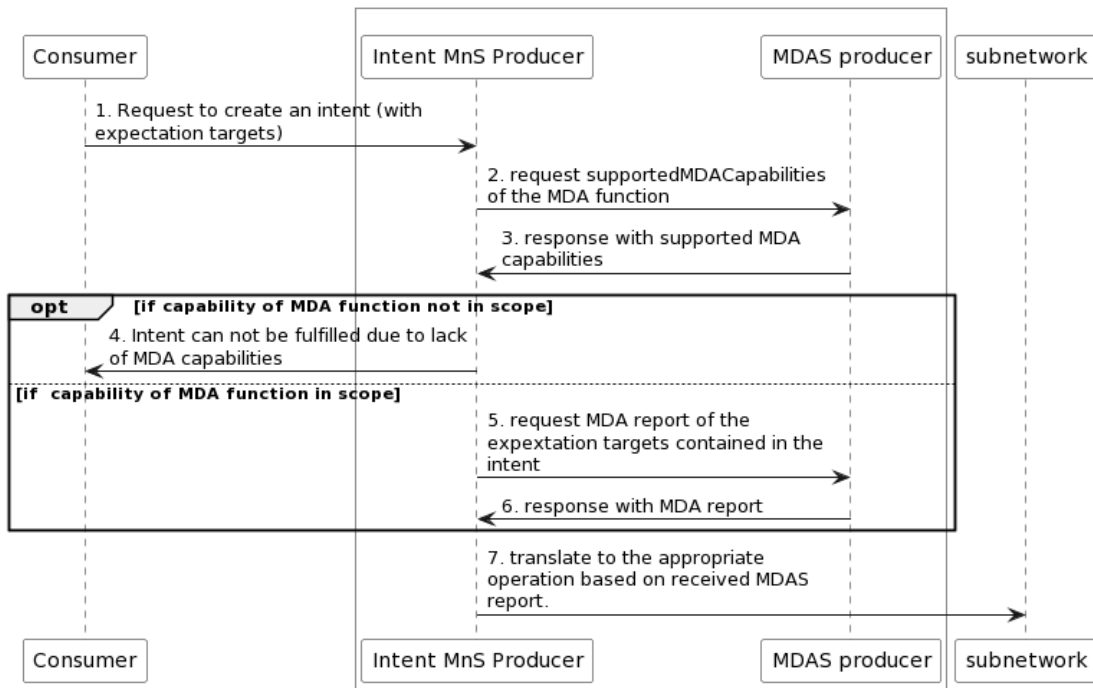 Consumer
Intent MnS Producer
MDAS producer
subnetwork
1. Request to create an intent (with
expectation targets)
2. request supportedMDACapabilities
of the MDA function
3. response with supported MDA
capabilities
opt
[if capability of MDA function not in scope]
4. Intent can not be fulfilled due to lack
of MDA capabilities
[if  capability of MDA function in scope]
5. request MDA report of the
expextation targets contained in the
intent
6. response with MDA report
7. translate to the appropriate
operation based on received MDAS
report.
Consumer
Intent MnS Producer
MDAS producer
subnetwork